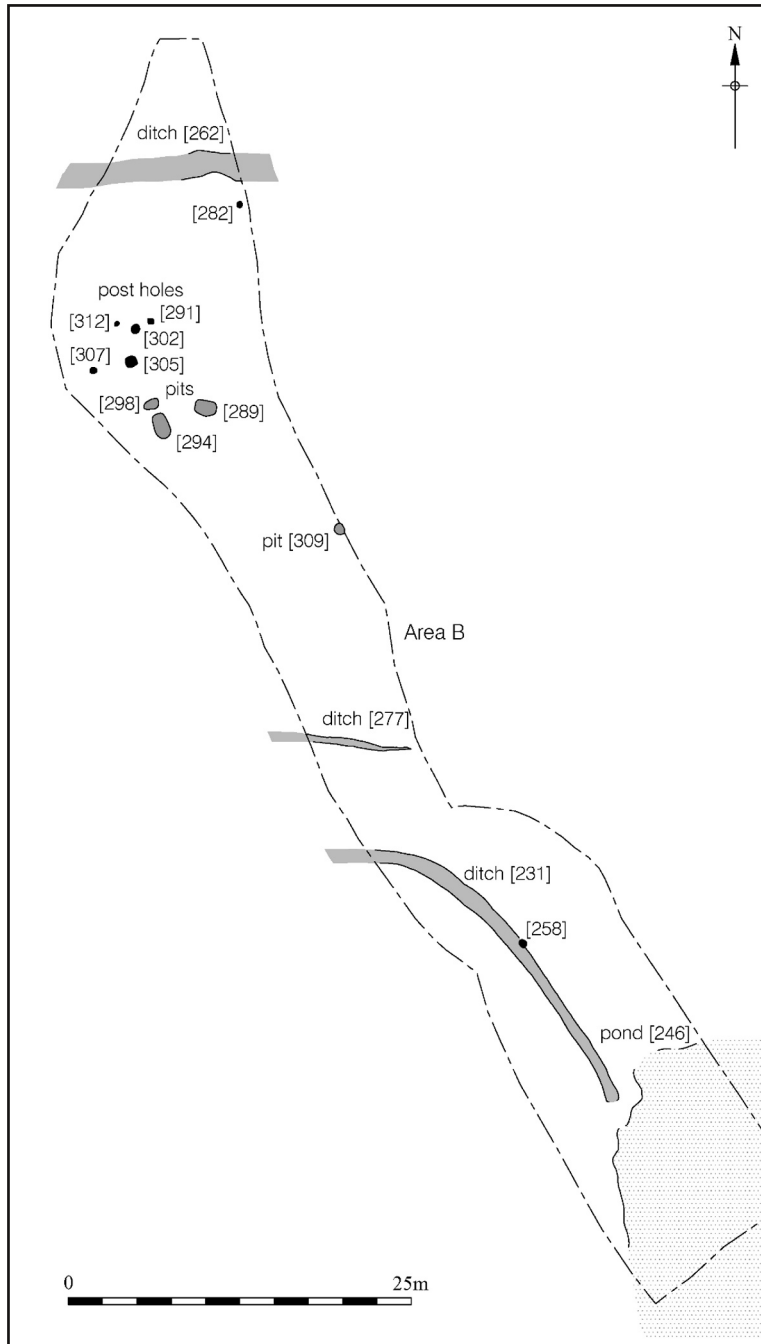 N
ditch [262]
[282]
post holes
[291]
[312]
[302]
[307]
[305]
pits
[298]
[289]
[294]
pit [309]
Area B
ditch [277]
ditch [231]
[258]
pond [246]
0 25m